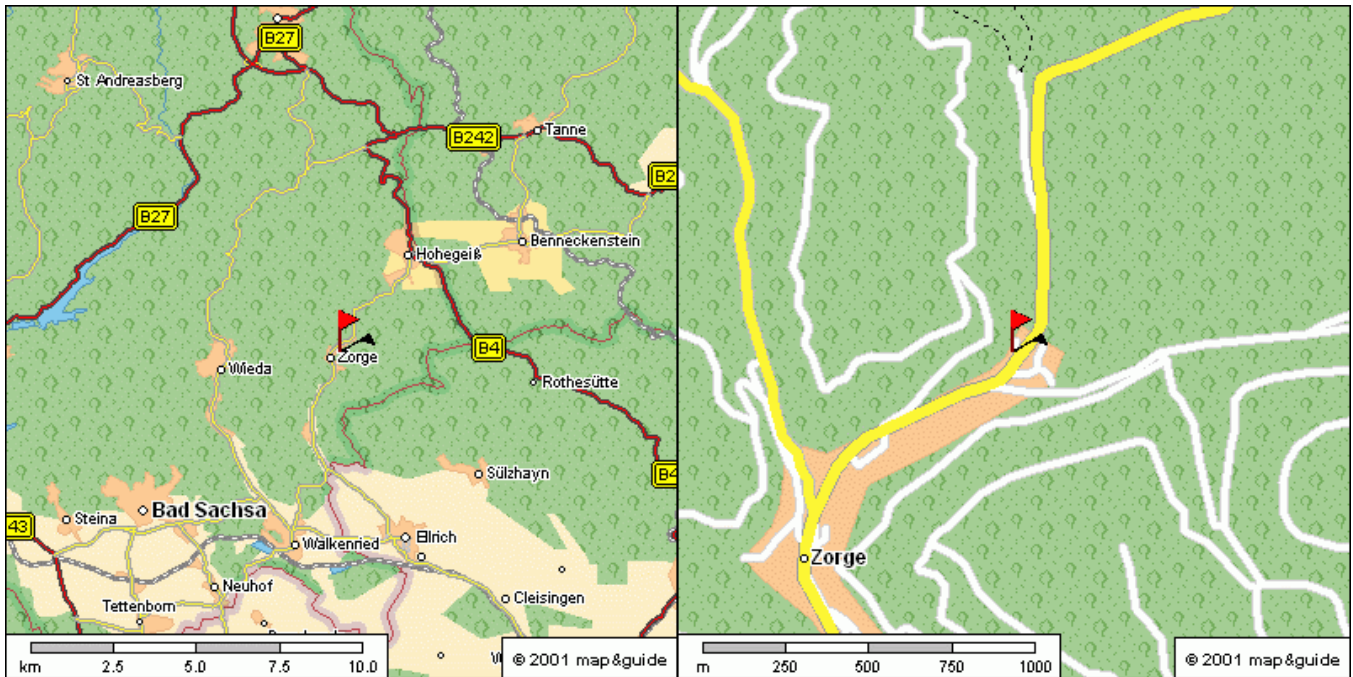 B27
St. Andreasberg
B242
Tanne
B2
B27
Benneckenstein
Hohegeiß
B4
Zorge
Wieda
Rothesütte
Sülzhayn
B4
Bad Sachsa
Steina
43
Walkenried
Ellrich
Neuhof
Cleisingen
Tettenborn
km 2.5 5.0 7.5 10.0
© 2001 map&guide
Zorge
m 250 500 750 1000
© 2001 map&guide